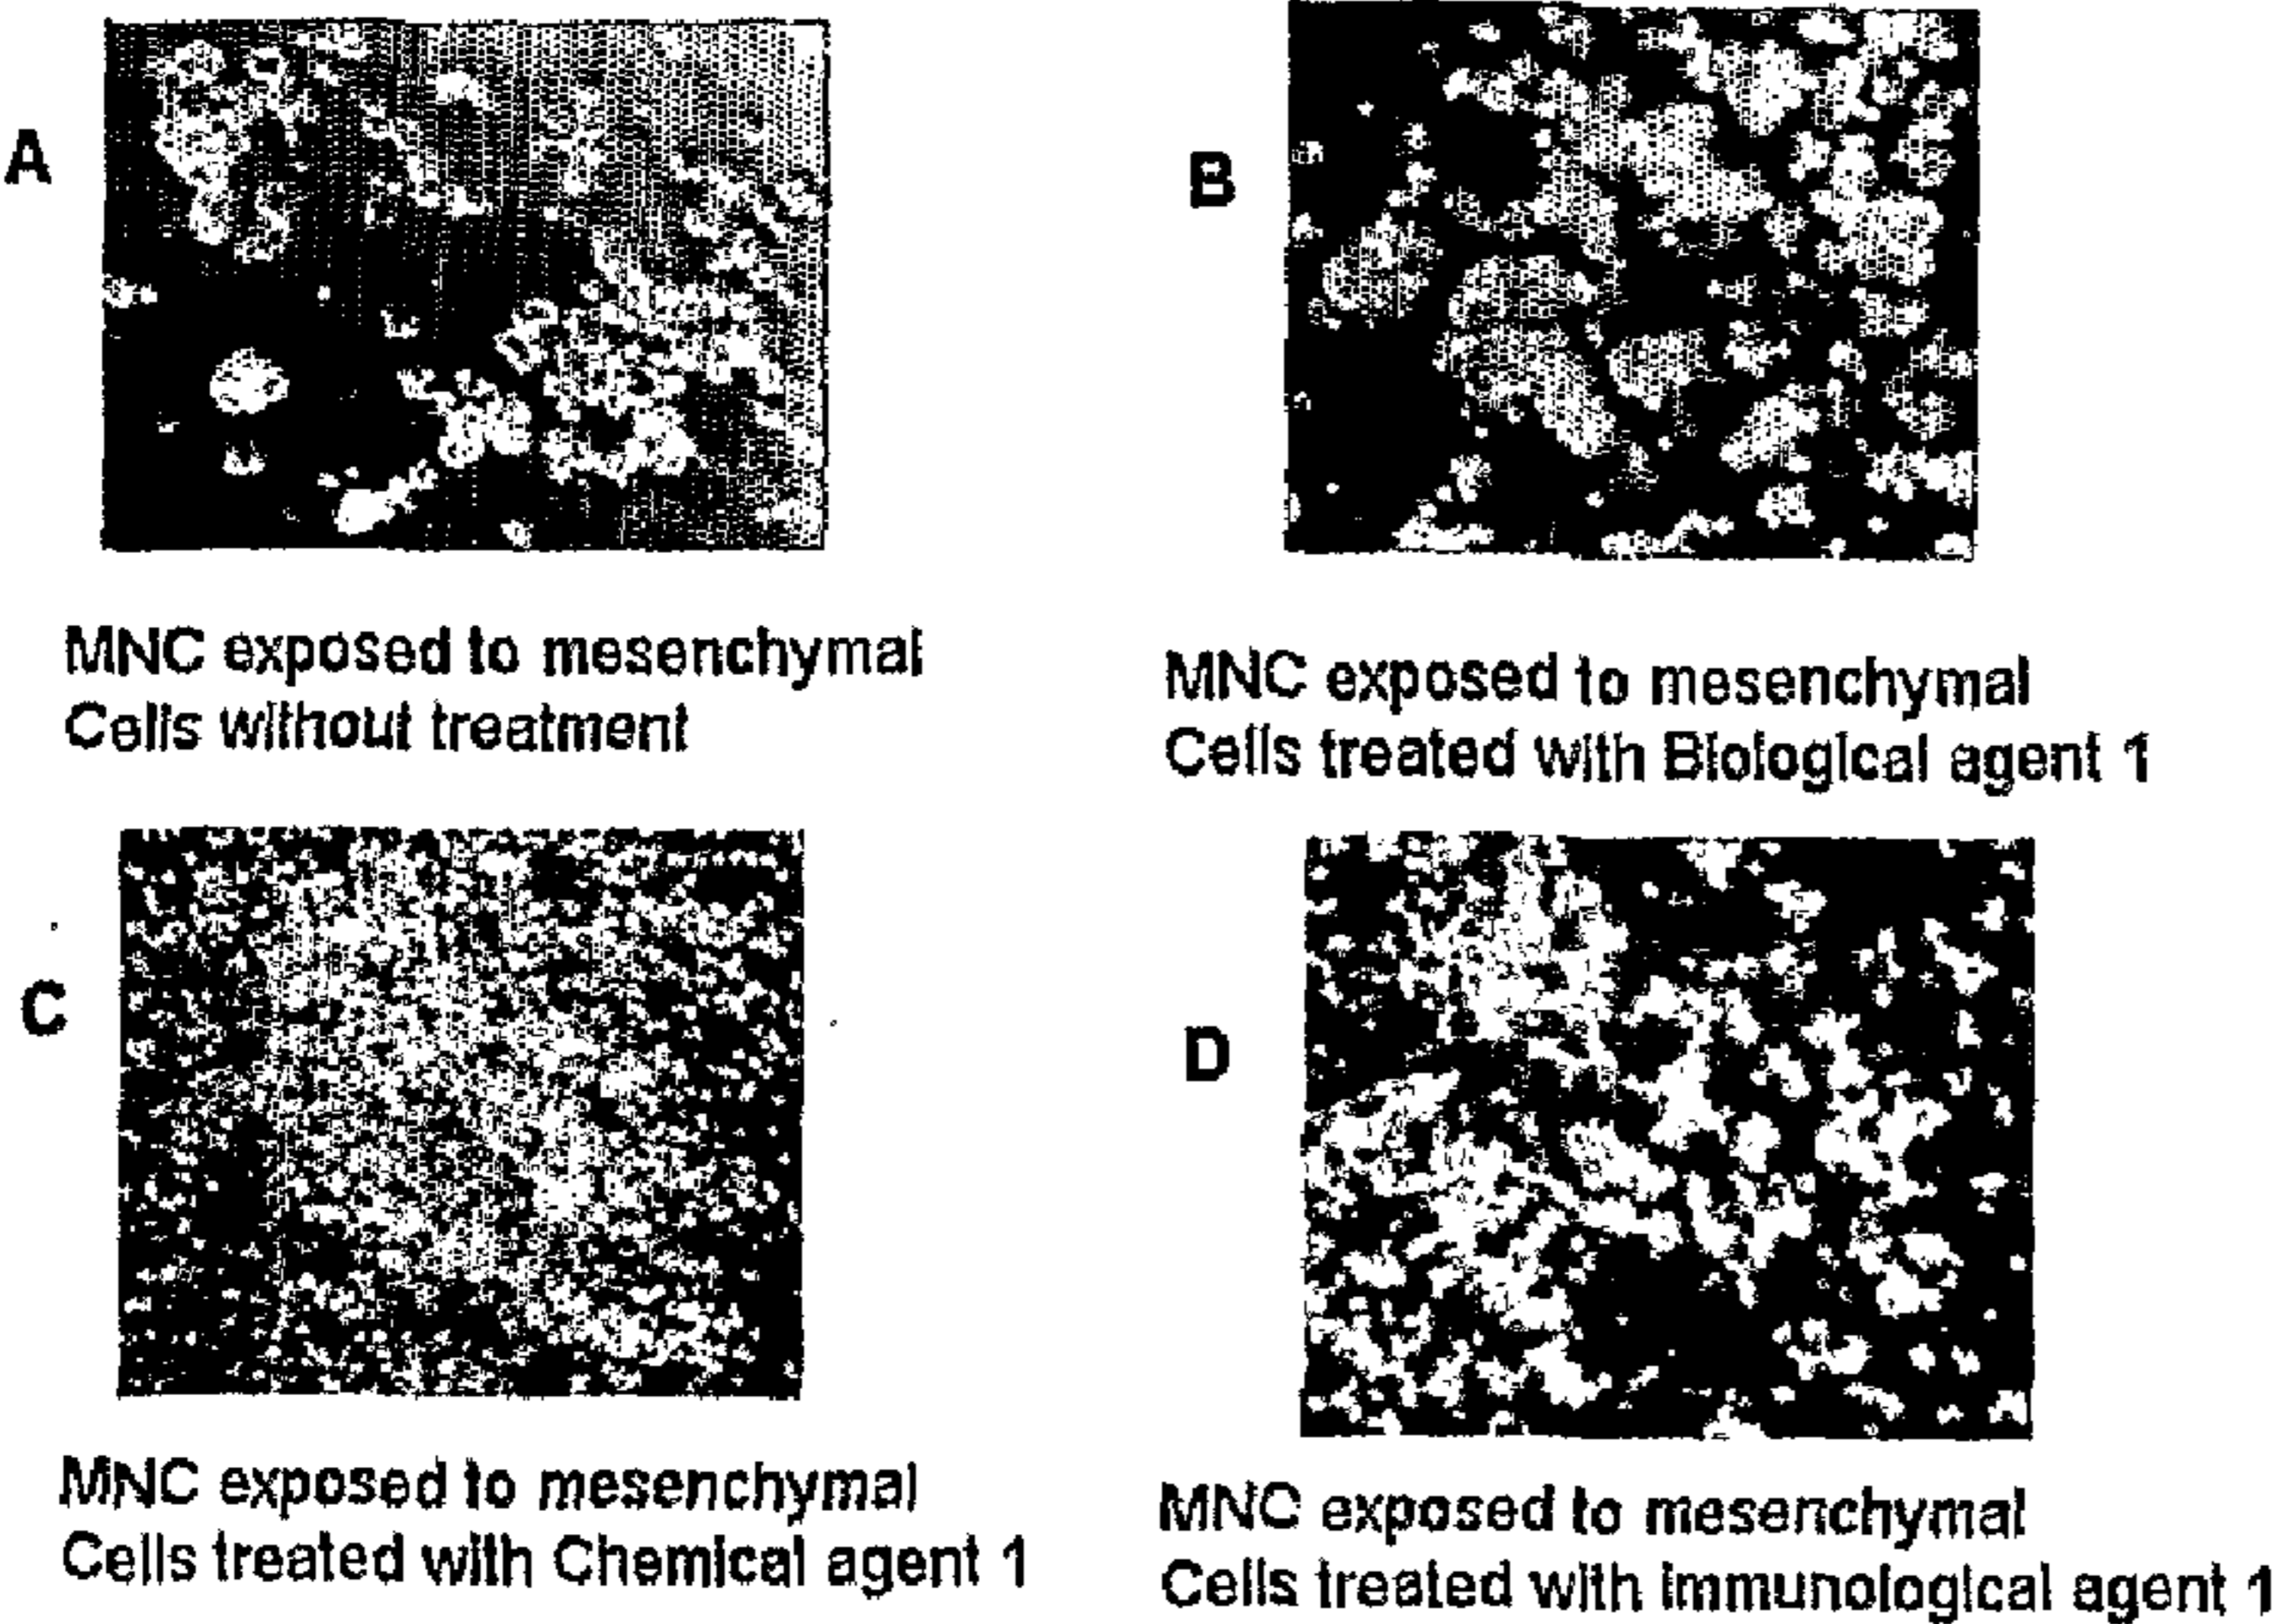 A
B
MNC exposed to mesenchymal
Cells without treatment
MNC exposed to mesenchymal
Cells treated with Biological agent 1
C
D
MNC exposed to mesenchymal
Cells treated with Chemical agent 1
MNC exposed to mesenchymal
Cells treated with immunological agent 1